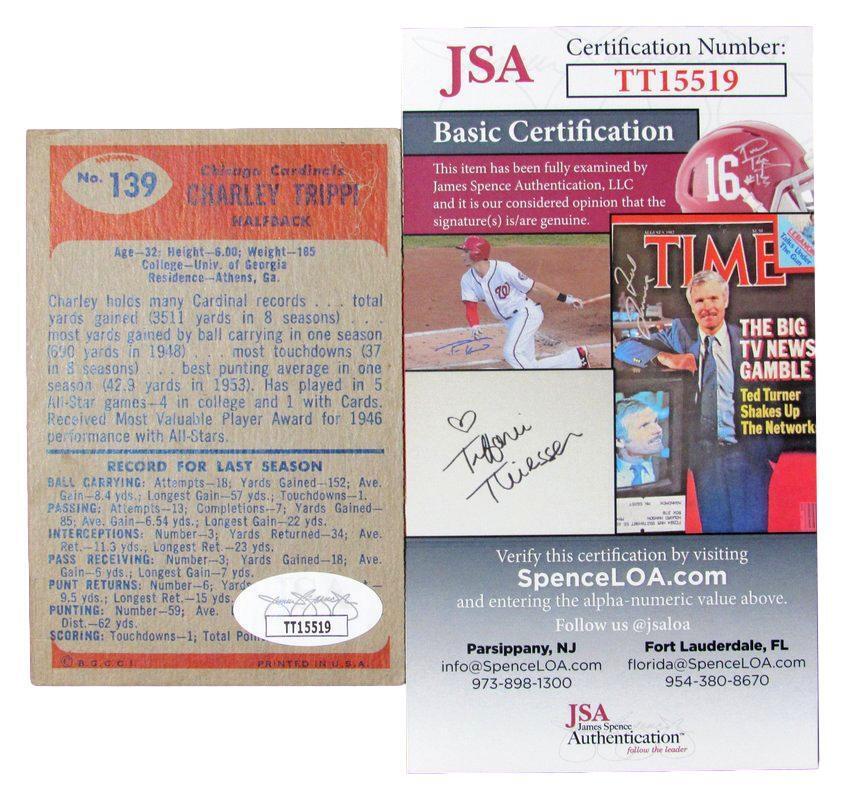 No. 139
Chicago Cardinals
CHARLEY TRIPPI
HALFBACK
Age—32; Height—6.00; Weight—185
College—Univ. of Georgia
Residence—Athens, Ga.
Charley holds many Cardinal records . . . total
yards gained (3511 yards in 8 seasons) . . .
most yards gained by ball carrying in one season
(690 yards in 1948) . . . most touchdowns (37
in 8 seasons) . . . best punting average in one
season (42.9 yards in 1953). Has played in 5
All-Star games—4 in college and 1 with Cards.
Received Most Valuable Player Award for 1946
performance with All-Stars.
RECORD FOR LAST SEASON
BALL CARRYING: Attempts—18; Yards Gained—152; Ave.
Gain—8.4 yds.; Longest Gain—57 yds.; Touchdowns—1.
PASSING: Attempts—13; Completions—7; Yards Gained—
85; Ave. Gain—6.54 yds.; Longest Gain—22 yds.
INTERCEPTIONS: Number—3; Yards Returned—34; Ave.
Ret.—11.3 yds.; Longest Ret.—23 yds.
PASS RECEIVING: Number—3; Yards Gained—18; Ave.
Gain—6 yds.; Longest Gain—7 yds.
PUNT RETURNS: Number—6; Yards
9.5 yds.; Longest Ret.—15 yds.
PUNTING: Number—59; Ave.
Dist.—62 yds.
SCORING: Touchdowns—1; Total Poin
TT15519
© B.G.C.C.I.
PRINTED IN U.S.A.
JSA
Certification Number:
TT15519
Basic Certification
This item has been fully examined by
James Spence Authentication, LLC
and it is our considered opinion that the
signature(s) is/are genuine.
16
W
AUGUST 9, 1982
TIME
LEBANON
Talks Under
The Gun
THE BIG
TV NEWS
GAMBLE
Ted Turner
Shakes Up
The Network
Tiffani
Thiessen
Verify this certification by visiting
SpenceLOA.com
and entering the alpha-numeric value above.
Follow us @jsaloa
Parsippany, NJ
info@SpenceLOA.com
973-898-1300
Fort Lauderdale, FL
florida@SpenceLOA.com
954-380-8670
JSA
James Spence
Authentication
follow the leader